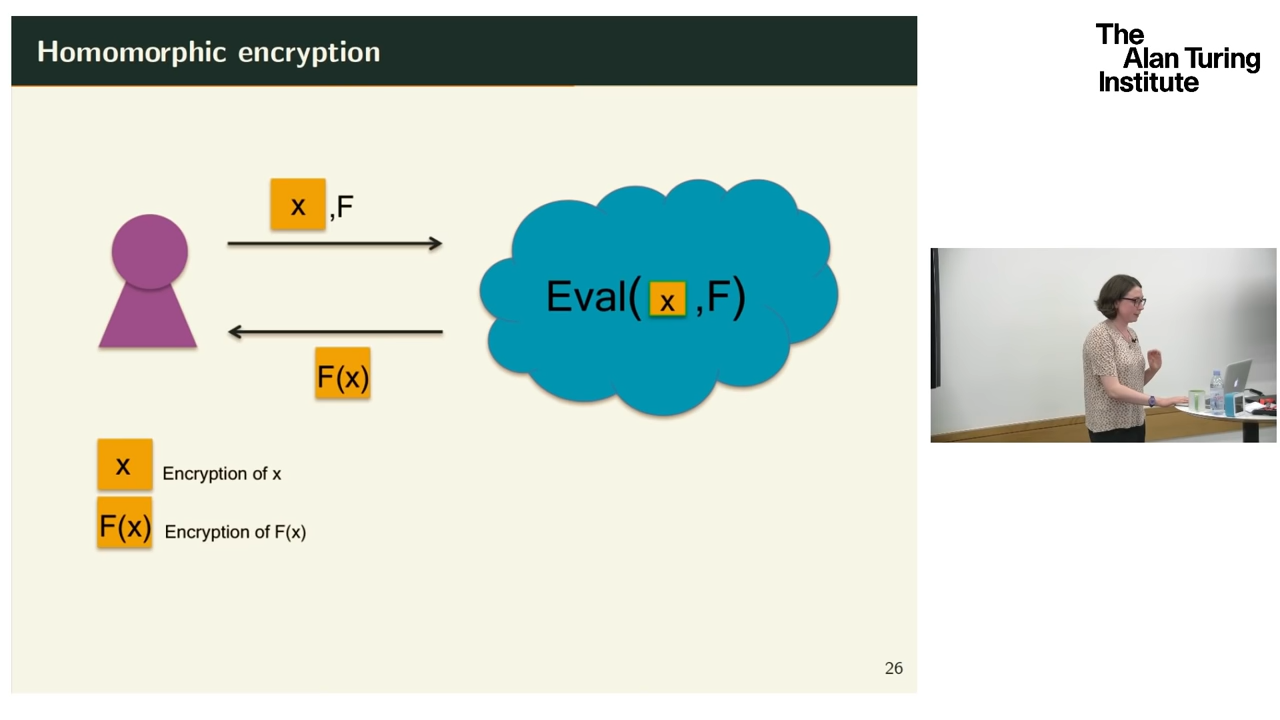 Homomorphic encryption
The
Alan Turing
Institute
x ,F
Eval( x ,F)
F(x)
x Encryption of x
F(x) Encryption of F(x)
26